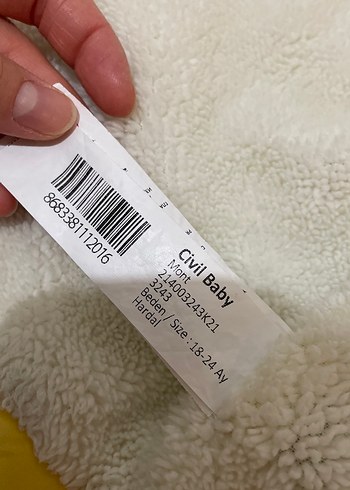 8683381112016
Civil Baby
Mont
214003243K21
3243
Beden / Size : 18-24 Ay
Hardal